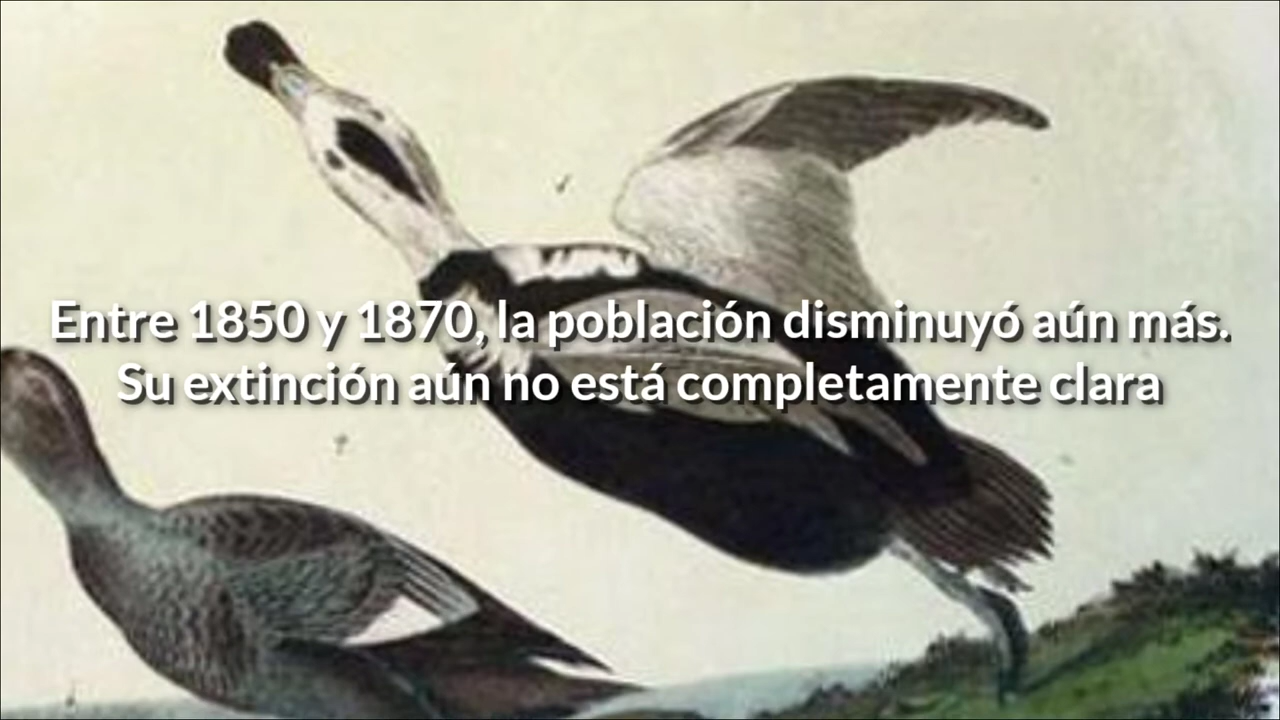 Entre 1850 y 1870, la población disminuyó aún más.
Su extinción aún no está completamente clara